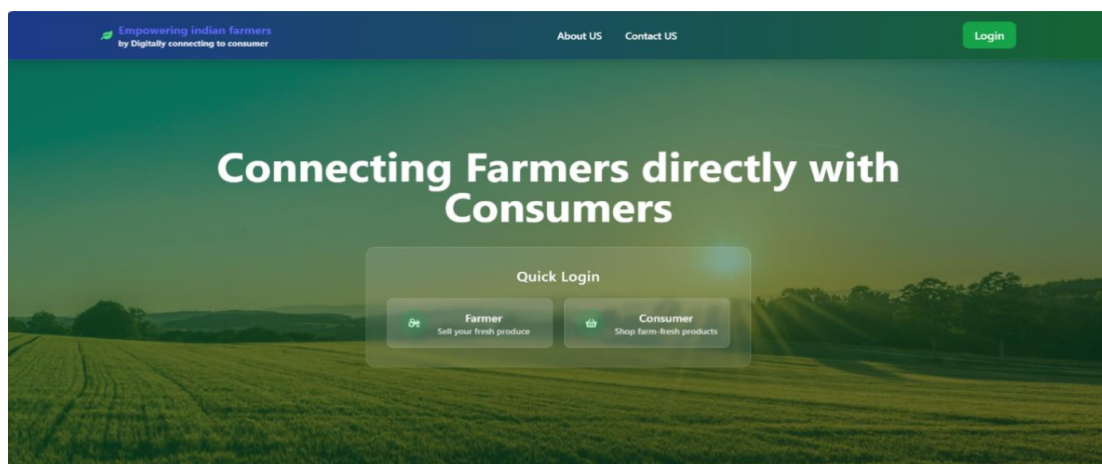 Empowering indian farmers
by Digitally connecting to consumer
About US
Contact US
Login
Connecting Farmers directly with
Consumers
Quick Login
Farmer
Sell your fresh produce
Consumer
Shop farm-fresh products